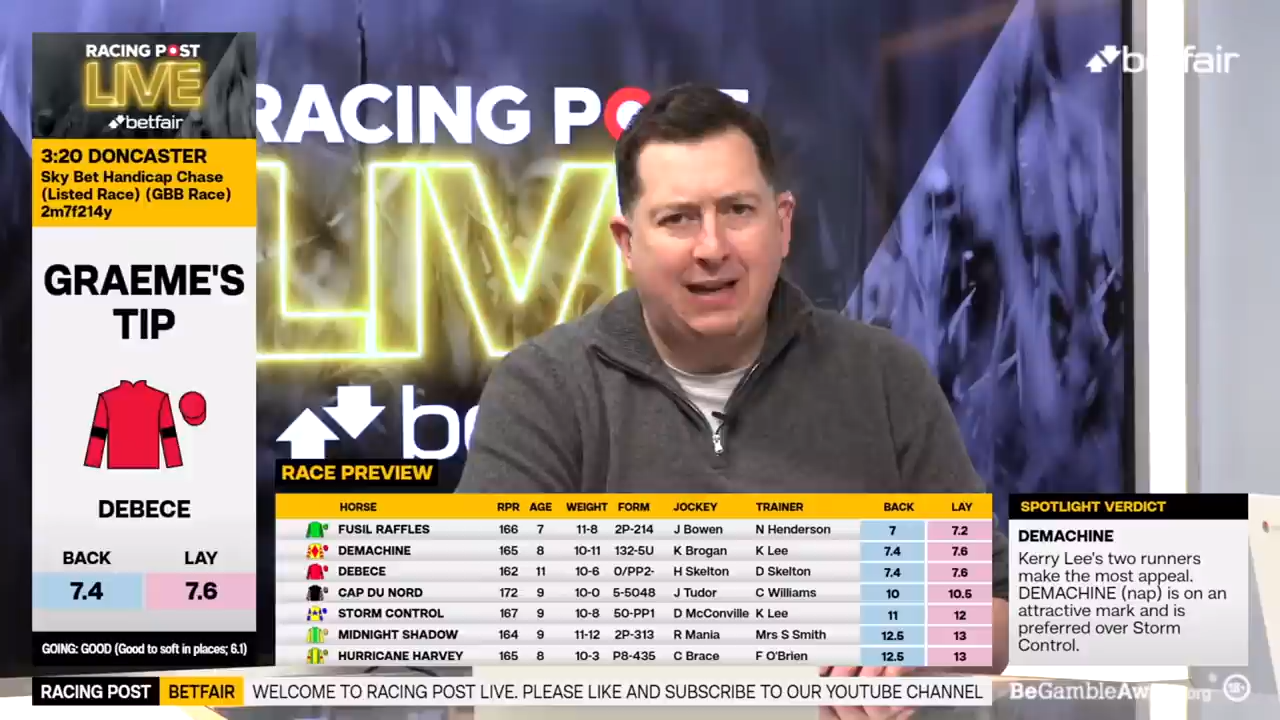 RACING POST
LIVE
betfair
3:20 DONCASTER
Sky Bet Handicap Chase
(Listed Race) (GBB Race)
2m7f214y
GRAEME'S
TIP
DEBECE
BACK LAY
7.4 7.6
GOING: GOOD (Good to soft in places; 6.1)
RACING POST
LIV
be
betfair
RACE PREVIEW
HORSE RPR AGE WEIGHT FORM JOCKEY TRAINER BACK LAY
FUSIL RAFFLES 166 7 11-8 2P-214 J Bowen N Henderson 7 7.2
DEMACHINE 165 8 10-11 132-5U K Brogan K Lee 7.4 7.6
DEBECE 162 11 10-6 0/PP2- H Skelton D Skelton 7.4 7.6
CAP DU NORD 172 9 10-0 5-5048 J Tudor C Williams 10 10.5
STORM CONTROL 167 9 10-8 50-PP1 D McConville K Lee 11 12
MIDNIGHT SHADOW 164 9 11-12 2P-313 R Mania Mrs S Smith 12.5 13
HURRICANE HARVEY 165 8 10-3 P8-435 C Brace F O'Brien 12.5 13
SPOTLIGHT VERDICT
DEMACHINE
Kerry Lee's two runners
make the most appeal.
DEMACHINE (nap) is on an
attractive mark and is
preferred over Storm
Control.
RACING POST BETFAIR WELCOME TO RACING POST LIVE. PLEASE LIKE AND SUBSCRIBE TO OUR YOUTUBE CHANNEL
BeGambleAware.org 18+